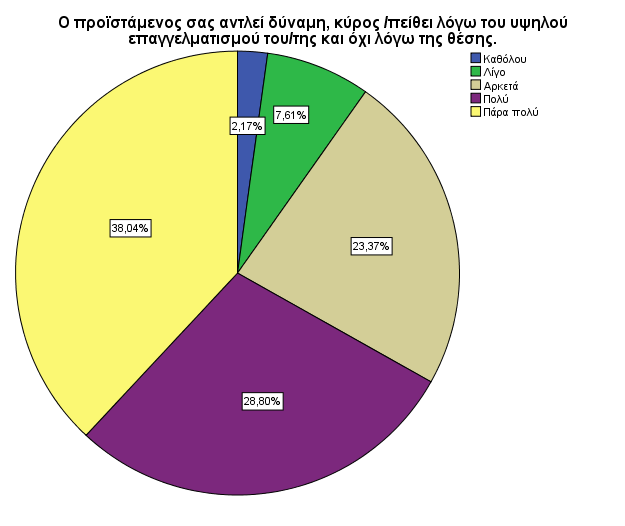 Ο προϊστάμενος σας αντλεί δύναμη, κύρος /πείθει λόγω του υψηλού
επαγγελματισμού του/της και όχι λόγω της θέσης.
Καθόλου
Λίγο
Αρκετά
Πολύ
Πάρα πολύ
2,17%
7,61%
23,37%
28,80%
38,04%